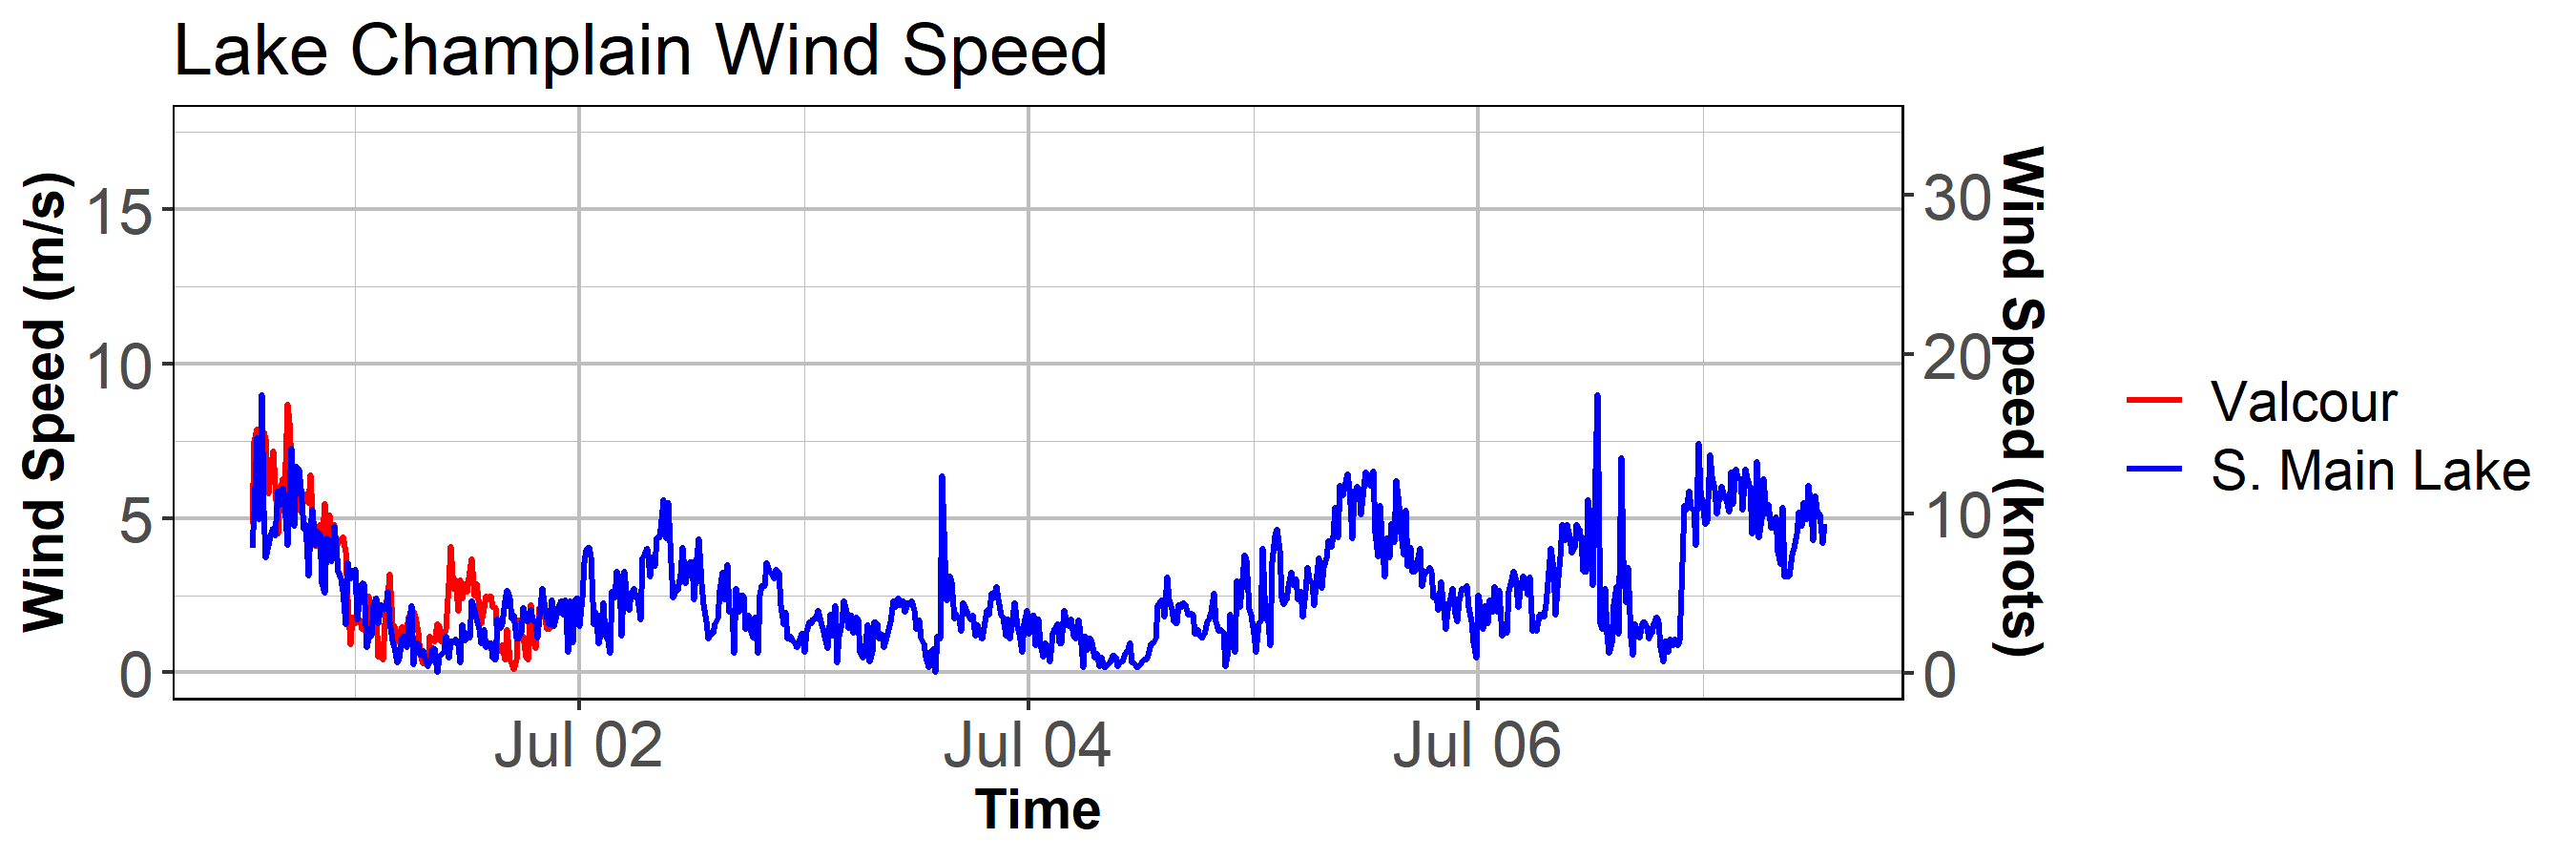 Lake Champlain Wind Speed
Wind Speed (m/s)
15
10
5
0
30
20
10
0
Wind Speed (knots)
Jul 02
Jul 04
Jul 06
Time
Valcour
S. Main Lake